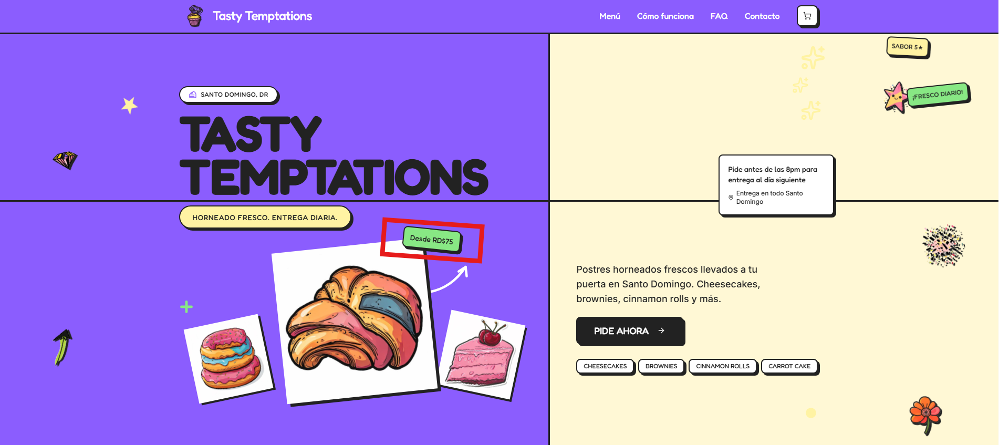 Tasty Temptations
Menú
Cómo funciona
FAQ
Contacto
SABOR 5★
¡FRESCO DIARIO!
SANTO DOMINGO, DR
TASTY
TEMPTATIONS
Pide antes de las 8pm para
entrega al día siguiente
Entrega en todo Santo
Domingo
HORNEADO FRESCO. ENTREGA DIARIA.
Desde RD$75
Postres horneados frescos llevados a tu
puerta en Santo Domingo. Cheesecakes,
brownies, cinnamon rolls y más.
PIDE AHORA
CHEESECAKES
BROWNIES
CINNAMON ROLLS
CARROT CAKE